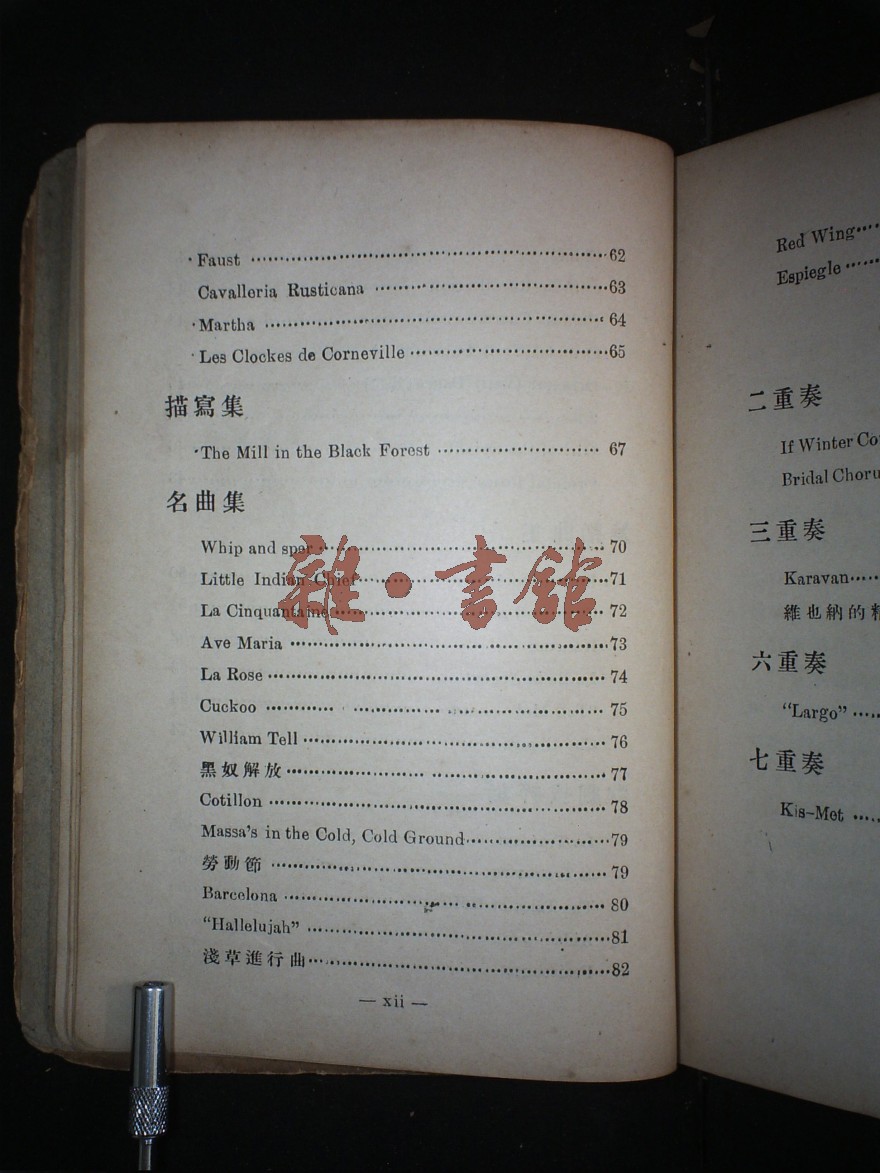 Faust 62
Cavalleria Rusticana 63
Martha 64
Les Clockes de Corneville 65
描寫集
The Mill in the Black Forest 67
名曲集
Whip and spar 70
Little Indian Chief 71
La Cinquantaine 72
Ave Maria 73
La Rose 74
Cuckoo 75
William Tell 76
黑奴解放 77
Cotillon 78
Massa's in the Cold, Cold Ground 79
勞動節 79
Barcelona 80
"Hallelujah" 81
淺草進行曲 82
— xii —
雜·書館
Red Wing
Espiegle
二重奏
If Winter Co
Bridal Choru
三重奏
Karavan
維也納的
六重奏
"Largo"
七重奏
Kis-Met